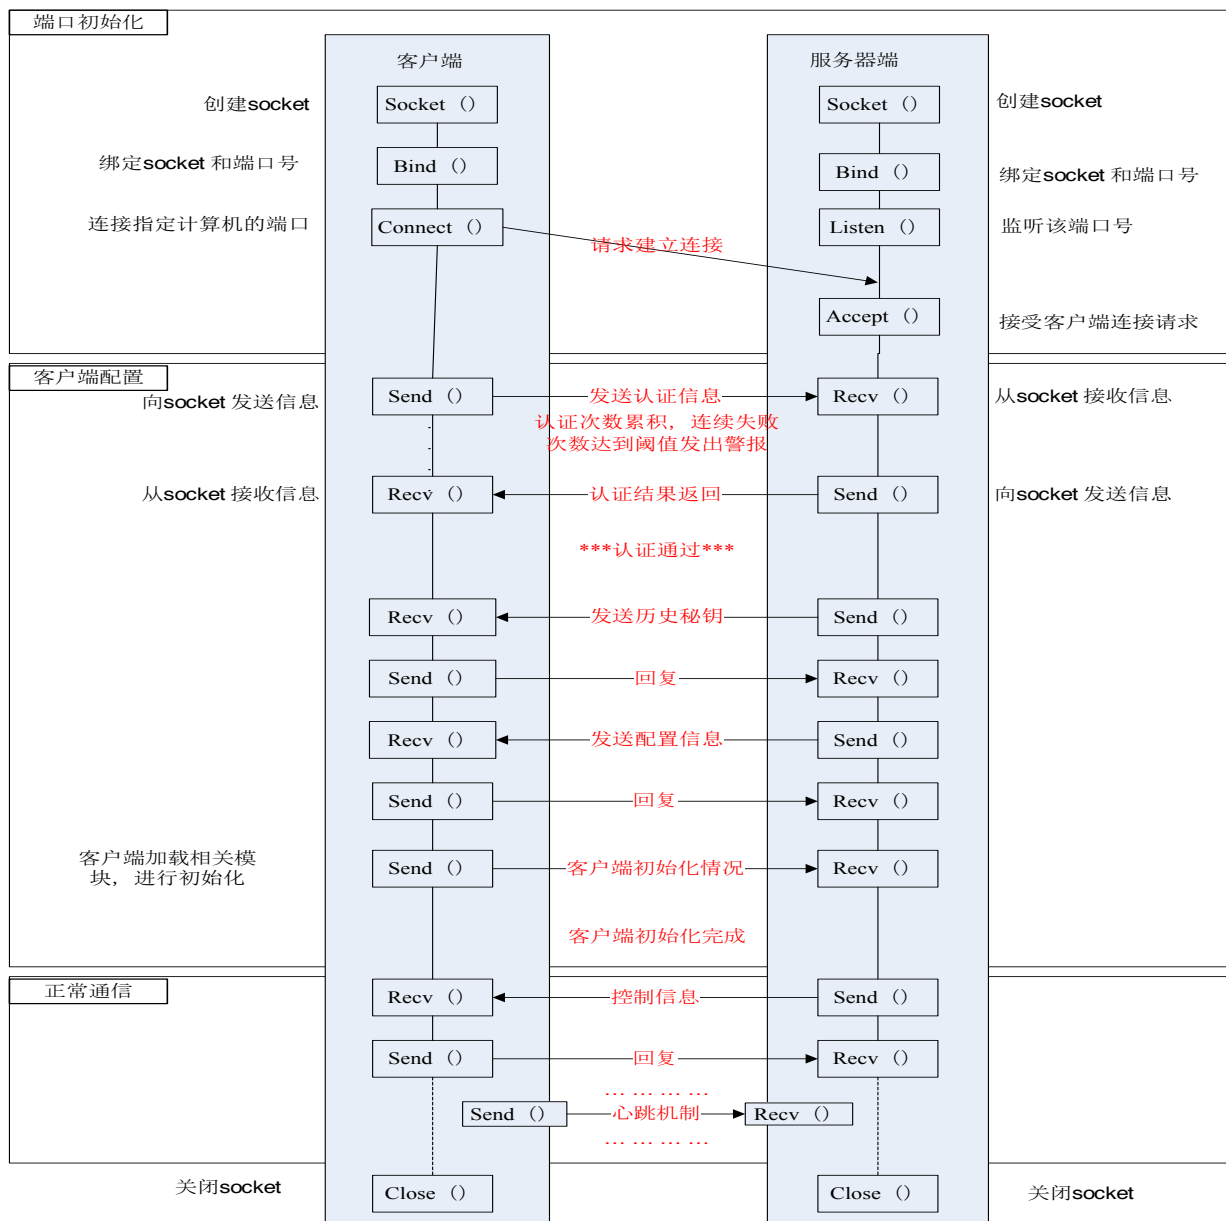 端口初始化
客户端
服务器端
创建socket
Socket （）
Socket （）
创建socket
绑定socket 和端口号
Bind （）
Bind （）
绑定socket 和端口号
连接指定计算机的端口
Connect （）
请求建立连接
Listen （）
监听该端口号
Accept （）
接受客户端连接请求
客户端配置
向socket 发送信息
Send （）
发送认证信息
Recv （）
从socket 接收信息
认证次数累积，连续失败
次数达到阈值发出警报
从socket 接收信息
Recv （）
认证结果返回
Send （）
向socket 发送信息
***认证通过***
Recv （）
发送历史秘钥
Send （）
Send （）
回复
Recv （）
Recv （）
发送配置信息
Send （）
Send （）
回复
Recv （）
客户端加载相关模
块，进行初始化
Send （）
客户端初始化情况
Recv （）
客户端初始化完成
正常通信
Recv （）
控制信息
Send （）
Send （）
回复
Recv （）
… … … …
Send （）
心跳机制
Recv （）
… … … …
关闭socket
Close （）
Close （）
关闭socket